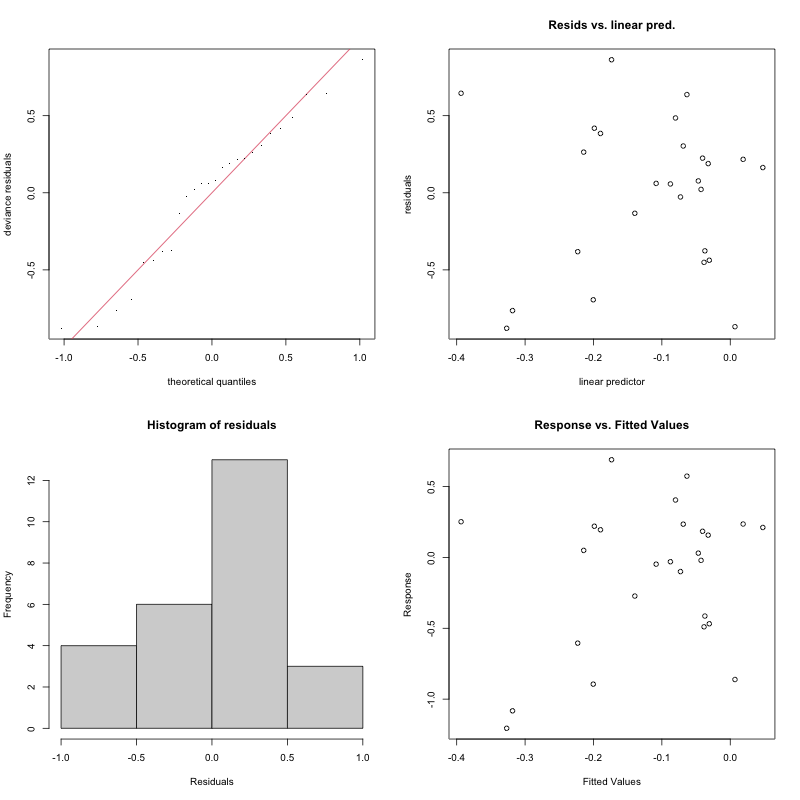 deviance residuals
0.5
0.0
-0.5
-1.0 -0.5 0.0 0.5 1.0
theoretical quantiles
Resids vs. linear pred.
residuals
0.5
0.0
-0.5
-0.4 -0.3 -0.2 -0.1 0.0
linear predictor
Histogram of residuals
Frequency
12
10
8
6
4
2
0
-1.0 -0.5 0.0 0.5 1.0
Residuals
Response vs. Fitted Values
Response
0.5
0.0
-0.5
-1.0
-0.4 -0.3 -0.2 -0.1 0.0
Fitted Values